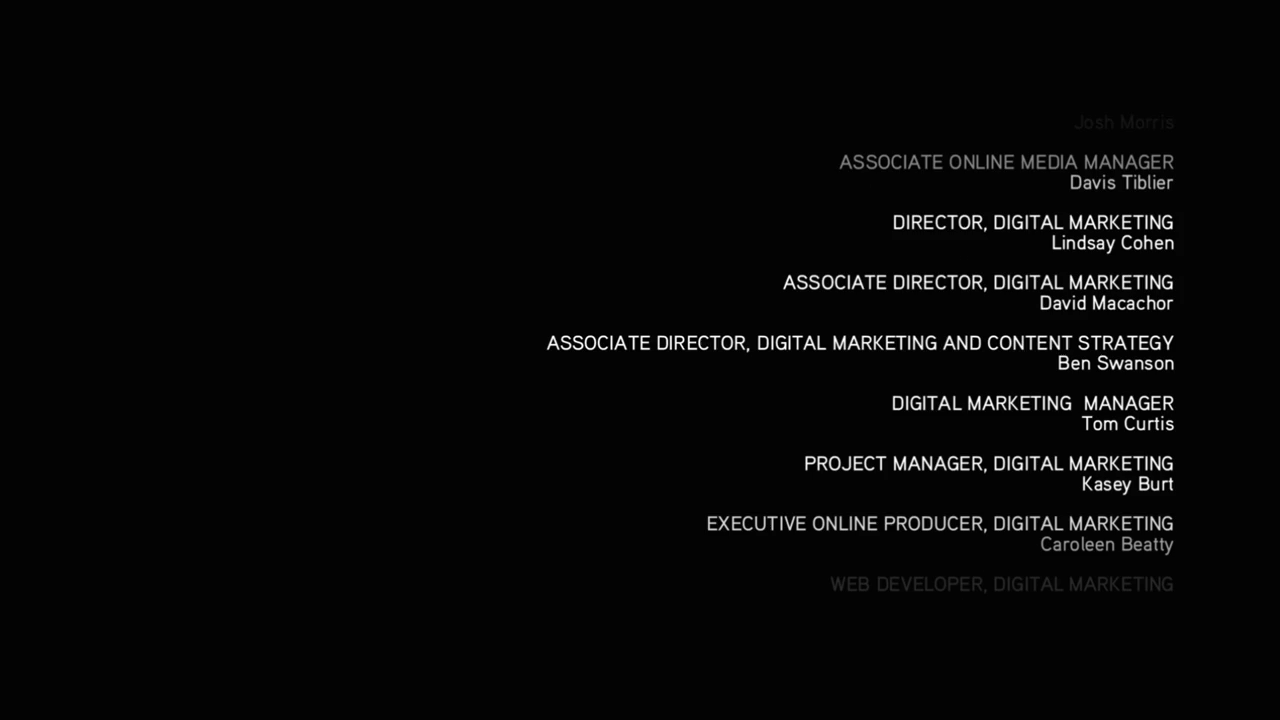 Josh Morris
ASSOCIATE ONLINE MEDIA MANAGER
Davis Tiblier
DIRECTOR, DIGITAL MARKETING
Lindsay Cohen
ASSOCIATE DIRECTOR, DIGITAL MARKETING
David Macachor
ASSOCIATE DIRECTOR, DIGITAL MARKETING AND CONTENT STRATEGY
Ben Swanson
DIGITAL MARKETING  MANAGER
Tom Curtis
PROJECT MANAGER, DIGITAL MARKETING
Kasey Burt
EXECUTIVE ONLINE PRODUCER, DIGITAL MARKETING
Caroleen Beatty
WEB DEVELOPER, DIGITAL MARKETING